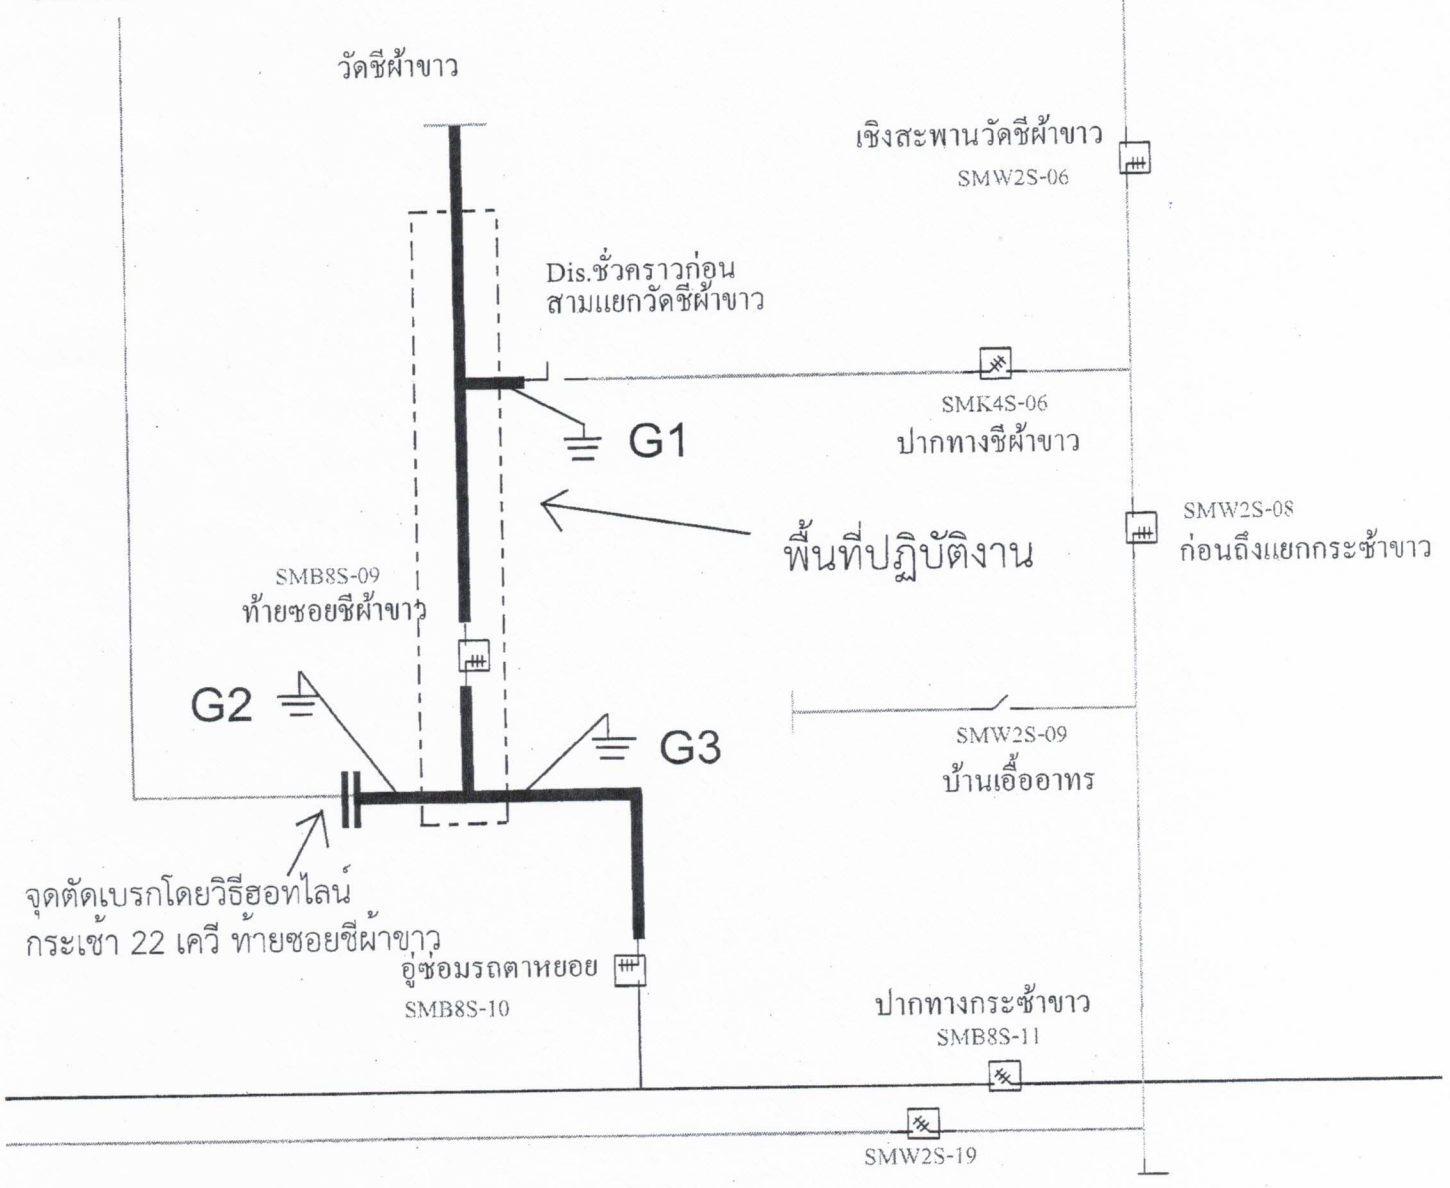 วัดชีผ้าขาว
เชิงสะพานวัดชีผ้าขาว
SMW2S-06
Dis.ชั่วคราวก่อน
สามแยกวัดชีผ้าขาว
SMK4S-06
ปากทางชีผ้าขาว
G1
SMW2S-08
ก่อนถึงแยกกระซ้าขาว
พื้นที่ปฏิบัติงาน
SMB8S-09
ท้ายซอยชีผ้าขาว
G2
G3
SMW2S-09
บ้านเอื้ออาทร
จุดตัดเบรกโดยวิธีฮอทไลน์
กระเช้า 22 เควี ท้ายซอยชีผ้าขาว
อู่ซ่อมรถตาหยอย
SMB8S-10
ปากทางกระซ้าขาว
SMB8S-11
SMW2S-19